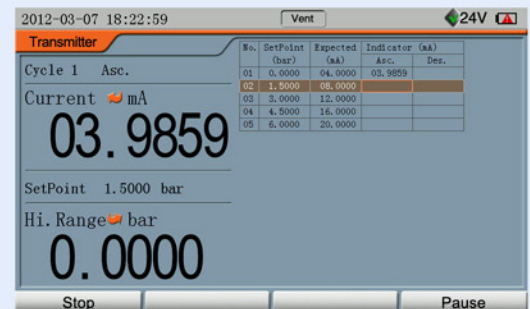 2012-03-07 18:22:59 Vent 24V
Transmitter
Cycle 1 Asc.
Current mA
03.9859
SetPoint 1.5000 bar
Hi.Range bar
0.0000
No. SetPoint Expected Indicator (mA)
(bar) (mA) Asc. Des.
01 0.0000 04.0000 03.9859
02 1.5000 08.0000
03 3.0000 12.0000
04 4.5000 16.0000
05 6.0000 20.0000
Stop Pause